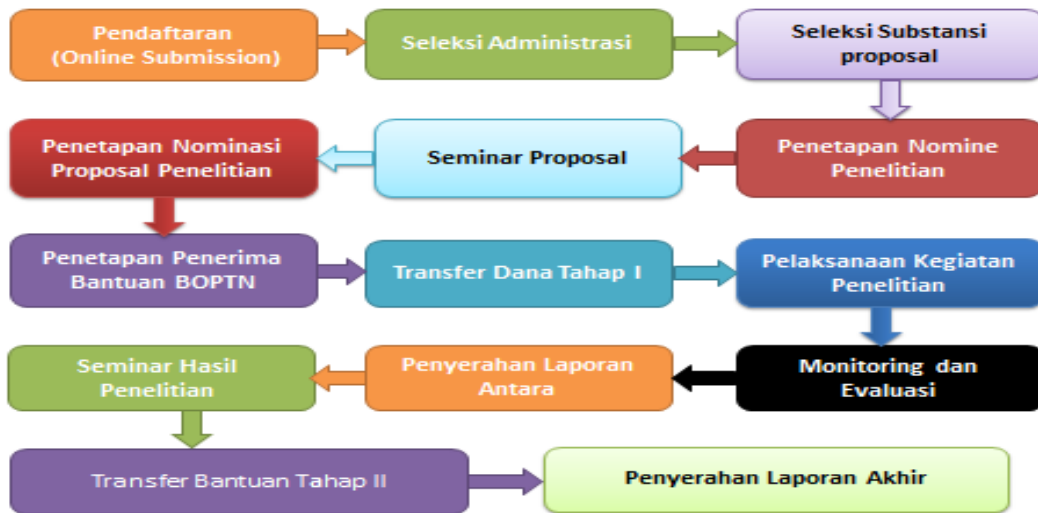 Pendaftaran
(Online Submission)
Seleksi Administrasi
Seleksi Substansi
proposal
Penetapan Nomine
Penelitian
Seminar Proposal
Penetapan Nominasi
Proposal Penelitian
Penetapan Penerima
Bantuan BOPTN
Transfer Dana Tahap I
Pelaksanaan Kegiatan
Penelitian
Monitoring dan
Evaluasi
Penyerahan Laporan
Antara
Seminar Hasil
Penelitian
Transfer Bantuan Tahap II
Penyerahan Laporan Akhir